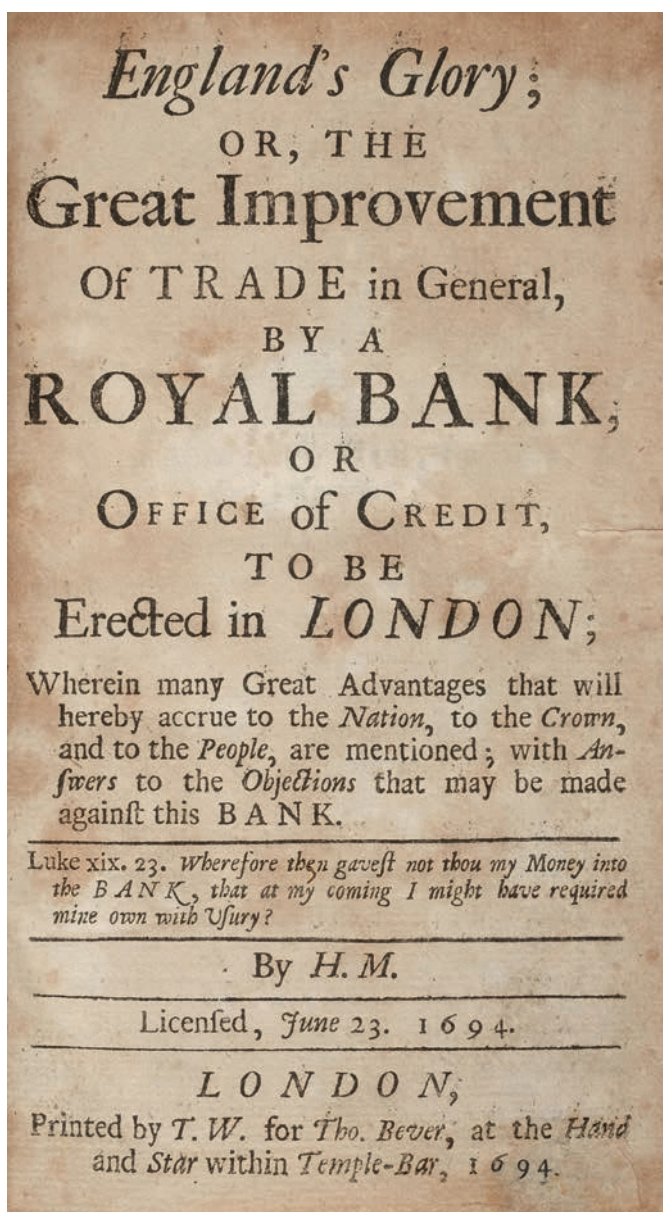 England's Glory;
OR, THE
Great Improvement
Of TRADE in General,
BY A
ROYAL BANK,
OR
OFFICE of CREDIT,
TO BE
Erected in LONDON;
Wherein many Great Advantages that will
hereby accrue to the Nation, to the Crown,
and to the People, are mentioned; with An-
ſwers to the Objections that may be made
againſt this BANK.
Luke xix. 23. Wherefore then gaveſt not thou my Money into
the BANK, that at my coming I might have required
mine own with Uſury?
By H. M.
Licenſed, June 23. 1694.
LONDON,
Printed by T. W. for Tho. Bever, at the Hand
and Star within Temple-Bar, 1694.